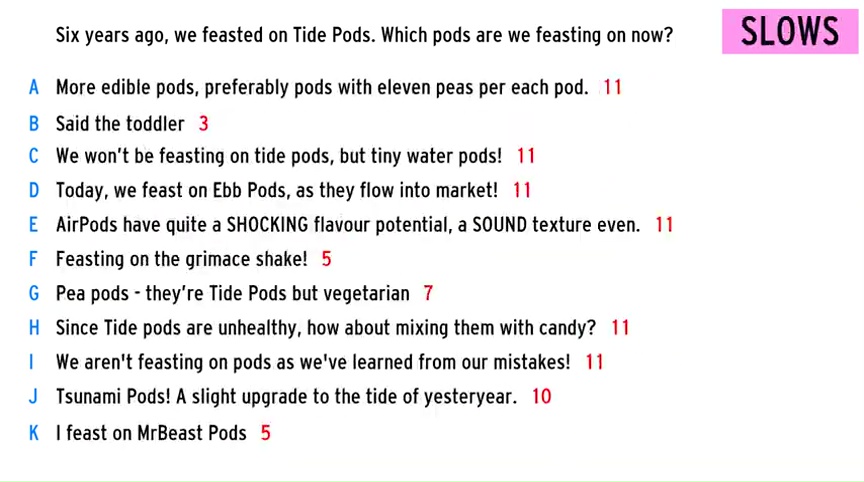 Six years ago, we feasted on Tide Pods. Which pods are we feasting on now?
SLOWS
A More edible pods, preferably pods with eleven peas per each pod. 11
B Said the toddler 3
C We won't be feasting on tide pods, but tiny water pods! 11
D Today, we feast on Ebb Pods, as they flow into market! 11
E AirPods have quite a SHOCKING flavour potential, a SOUND texture even. 11
F Feasting on the grimace shake! 5
G Pea pods - they're Tide Pods but vegetarian 7
H Since Tide pods are unhealthy, how about mixing them with candy? 11
I We aren't feasting on pods as we've learned from our mistakes! 11
J Tsunami Pods! A slight upgrade to the tide of yesteryear. 10
K I feast on MrBeast Pods 5